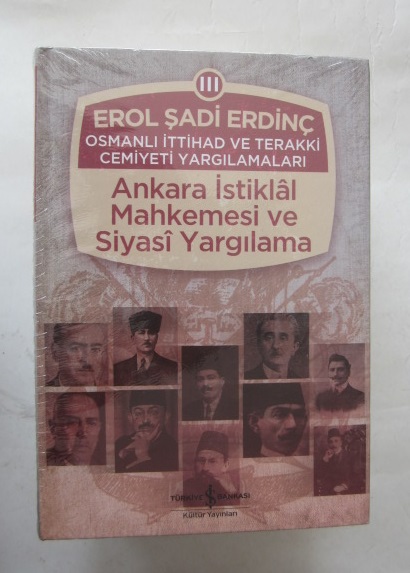 III
EROL ŞADİ ERDİNÇ
OSMANLI İTTİHAD VE TERAKKİ
CEMİYETİ YARGILAMALARI
Ankara İstiklâl
Mahkemesi ve
Siyasî Yargılama
TÜRKİYE İŞ BANKASI
Kültür Yayınları